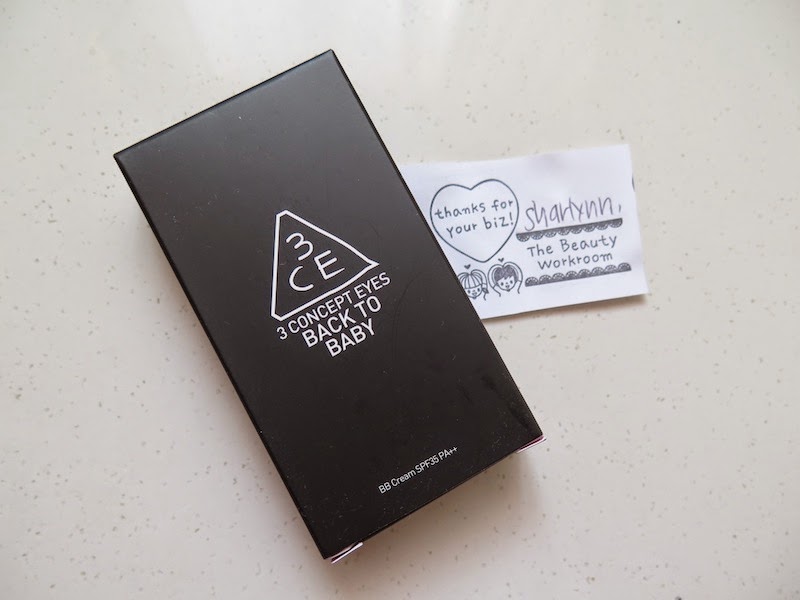 3
CE
3 CONCEPT EYES
BACK TO
BABY
BB Cream SPF35 PA++
thanks for
your biz!
sharlynn,
The Beauty
Workroom